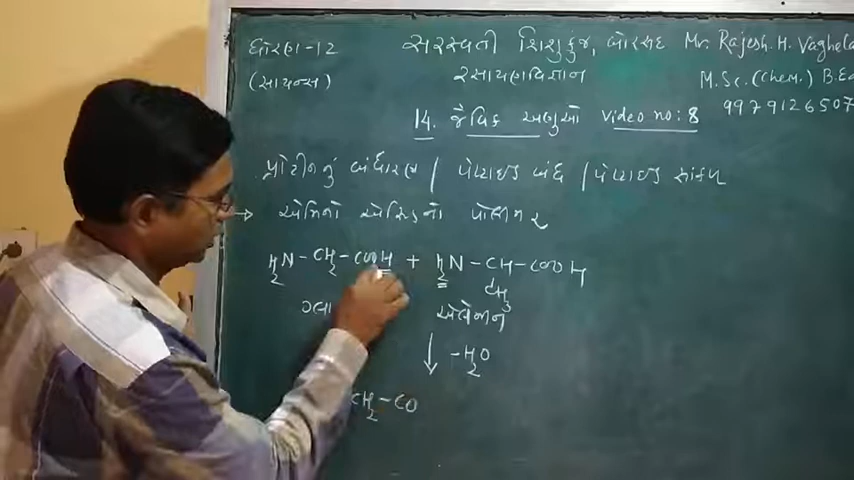 ધોરણ-12 સરસ્વતી શિશુકુંજ, બોરસદ Mr. Rajesh. H. Vaghela
(સાયન્સ) રસાયણવિજ્ઞાન M.Sc. (Chem.) B.Ed
14. જૈવિક અણુઓ Video no: 8 9979126507
પ્રોટીનનું બંધારણ / પેપ્ટાઇડ બંધ / પેપ્ટાઇડ સાંકળ
→ એમિનો એસિડનો પોલીમર
H₂N-CH₂-COOH + H₂N-CH-COOH
CH₃
ગ્લા એલેનાન
↓ -H₂O
CH₂-CO